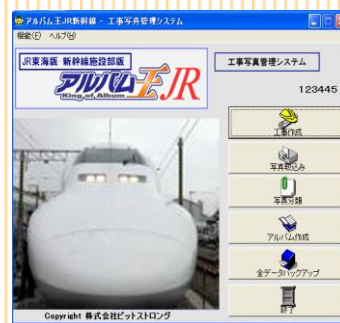 アルバム王JR新幹線 - 工事写真管理システム
機能(F) ヘルプ(H)
JR東海版 新幹線施設部版
アルバム王JR
King of Album
工事写真管理システム
123445
工事作成
写真取込み
写真分類
アルバム作成
全データバックアップ
終了
Copyright 株式会社ビットストロング